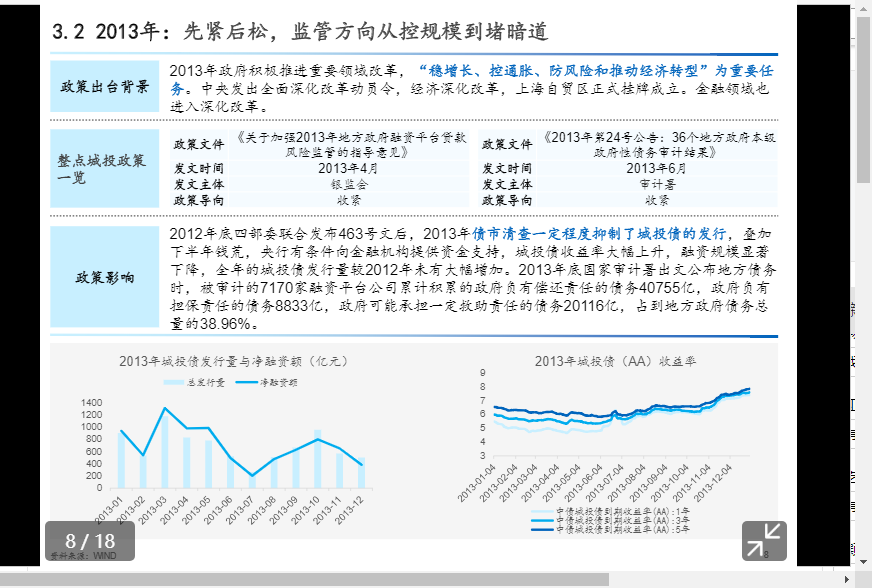 3.2 2013年：先紧后松，监管方向从控规模到堵暗道
政策出台背景
2013年政府积极推进重要领域改革，“稳增长、控通胀、防风险和推动经济转型”为重要任
务。中央发出全面深化改革动员令，经济深化改革，上海自贸区正式挂牌成立。金融领域也
进入深化改革。
整点城投政策
一览
政策文件
《关于加强2013年地方政府融资平台贷款
风险监管的指导意见》
发文时间
2013年4月
发文主体
银监会
政策导向
收紧
政策文件
《2013年第24号公告：36个地方政府本级
政府性债务审计结果》
发文时间
2013年6月
发文主体
审计署
政策导向
收紧
政策影响
2012年底四部委联合发布463号文后，2013年债市清查一定程度抑制了城投债的发行，叠加
下半年钱荒，央行有条件向金融机构提供资金支持，城投债收益率大幅上升，融资规模显著
下降，全年的城投债发行量较2012年未有大幅增加。2013年底国家审计署出文公布地方债务
时，被审计的7170家融资平台公司累计积累的政府负有偿还责任的债务40755亿，政府负有
担保责任的债务8833亿，政府可能承担一定救助责任的债务20116亿，占到地方政府债务总
量的38.96%。
2013年城投债发行量与净融资额（亿元）
总发行量
净融资额
1400
1200
1000
800
600
400
200
0
2013-01
2013-02
2013-03
2013-04
2013-05
2013-06
2013-07
2013-08
2013-09
2013-10
2013-11
2013-12
2013年城投债（AA）收益率
9
8
7
6
5
4
3
2013-01-04
2013-02-04
2013-03-04
2013-04-04
2013-05-04
2013-06-04
2013-07-04
2013-08-04
2013-09-04
2013-10-04
2013-11-04
2013-12-04
中债城投债到期收益率(AA):1年
中债城投债到期收益率(AA):3年
中债城投债到期收益率(AA):5年
8 / 18
资料来源：WIND
8